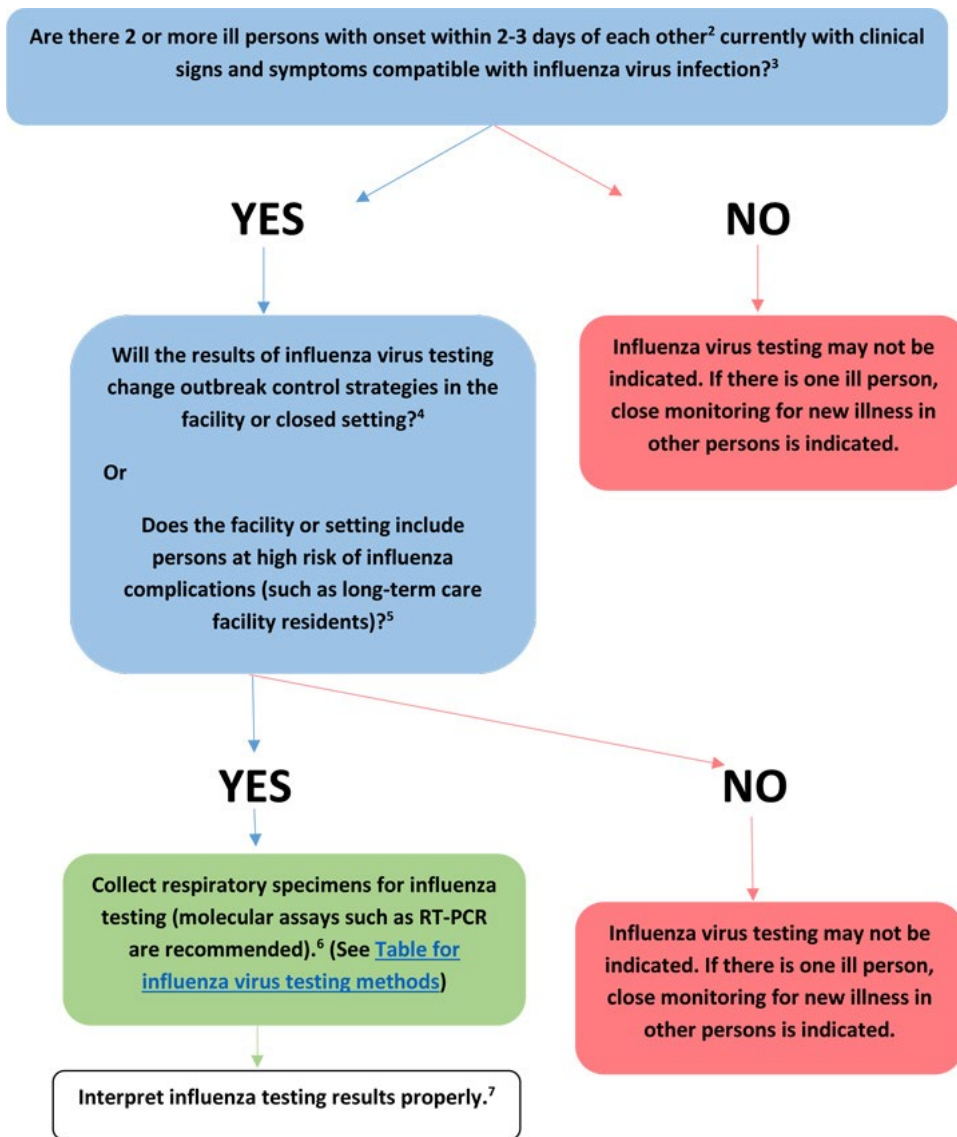 Are there 2 or more ill persons with onset within 2-3 days of each other² currently with clinical
signs and symptoms compatible with influenza virus infection?³
YES
NO
Will the results of influenza virus testing
change outbreak control strategies in the
facility or closed setting?⁴
Or
Does the facility or setting include
persons at high risk of influenza
complications (such as long-term care
facility residents)?⁵
Influenza virus testing may not be
indicated. If there is one ill person,
close monitoring for new illness in
other persons is indicated.
YES
NO
Collect respiratory specimens for influenza
testing (molecular assays such as RT-PCR
are recommended).⁶ (See Table for
influenza virus testing methods)
Influenza virus testing may not be
indicated. If there is one ill person,
close monitoring for new illness in
other persons is indicated.
Interpret influenza testing results properly.⁷